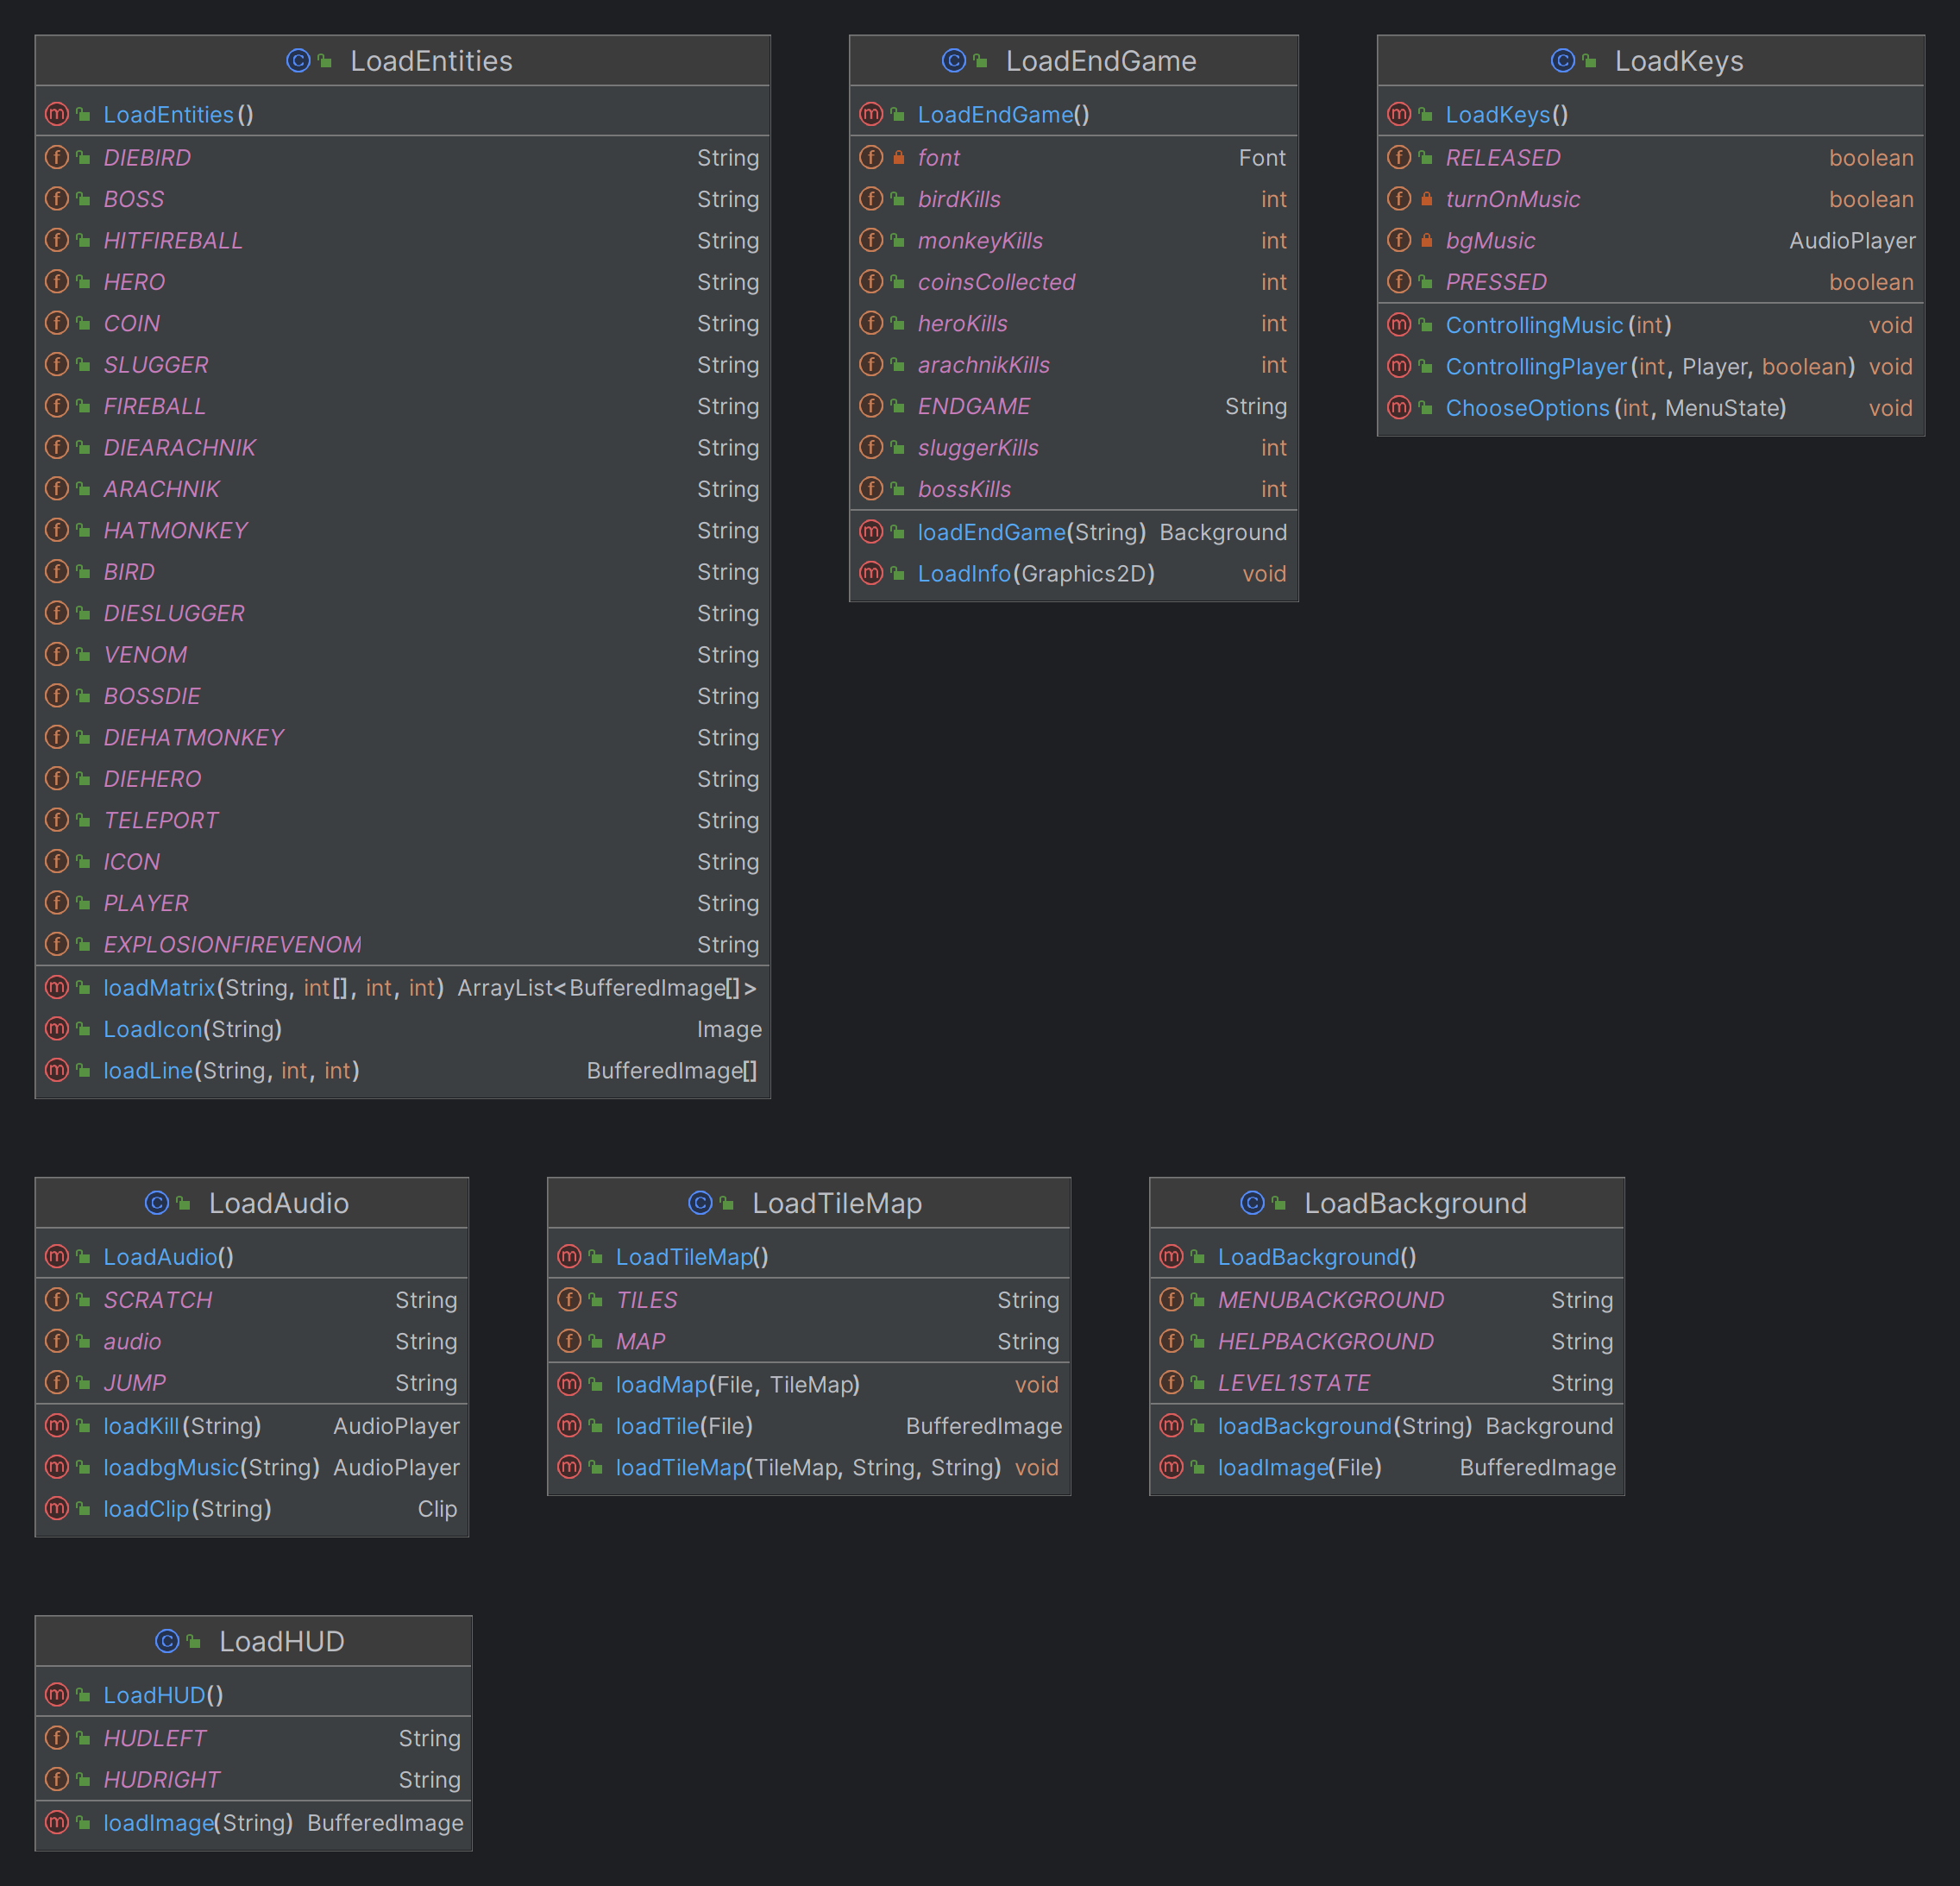 LoadEntities
LoadEntities()
DIEBIRD String
BOSS String
HITFIREBALL String
HERO String
COIN String
SLUGGER String
FIREBALL String
DIEARACHNIK String
ARACHNIK String
HATMONKEY String
BIRD String
DIESLUGGER String
VENOM String
BOSSDIE String
DIEHATMONKEY String
DIEHERO String
TELEPORT String
ICON String
PLAYER String
EXPLOSIONFIREVENOM String
loadMatrix(String, int[], int, int) ArrayList<BufferedImage[]>
LoadIcon(String) Image
loadLine(String, int, int) BufferedImage[]
LoadEndGame
LoadEndGame()
font Font
birdKills int
monkeyKills int
coinsCollected int
heroKills int
arachnikKills int
ENDGAME String
sluggerKills int
bossKills int
loadEndGame(String) Background
LoadInfo(Graphics2D) void
LoadKeys
LoadKeys()
RELEASED boolean
turnOnMusic boolean
bgMusic AudioPlayer
PRESSED boolean
ControllingMusic(int) void
ControllingPlayer(int, Player, boolean) void
ChooseOptions(int, MenuState) void
LoadAudio
LoadAudio()
SCRATCH String
audio String
JUMP String
loadKill(String) AudioPlayer
loadbgMusic(String) AudioPlayer
loadClip(String) Clip
LoadTileMap
LoadTileMap()
TILES String
MAP String
loadMap(File, TileMap) void
loadTile(File) BufferedImage
loadTileMap(TileMap, String, String) void
LoadBackground
LoadBackground()
MENUBACKGROUND String
HELPBACKGROUND String
LEVEL1STATE String
loadBackground(String) Background
loadImage(File) BufferedImage
LoadHUD
LoadHUD()
HUDLEFT String
HUDRIGHT String
loadImage(String) BufferedImage